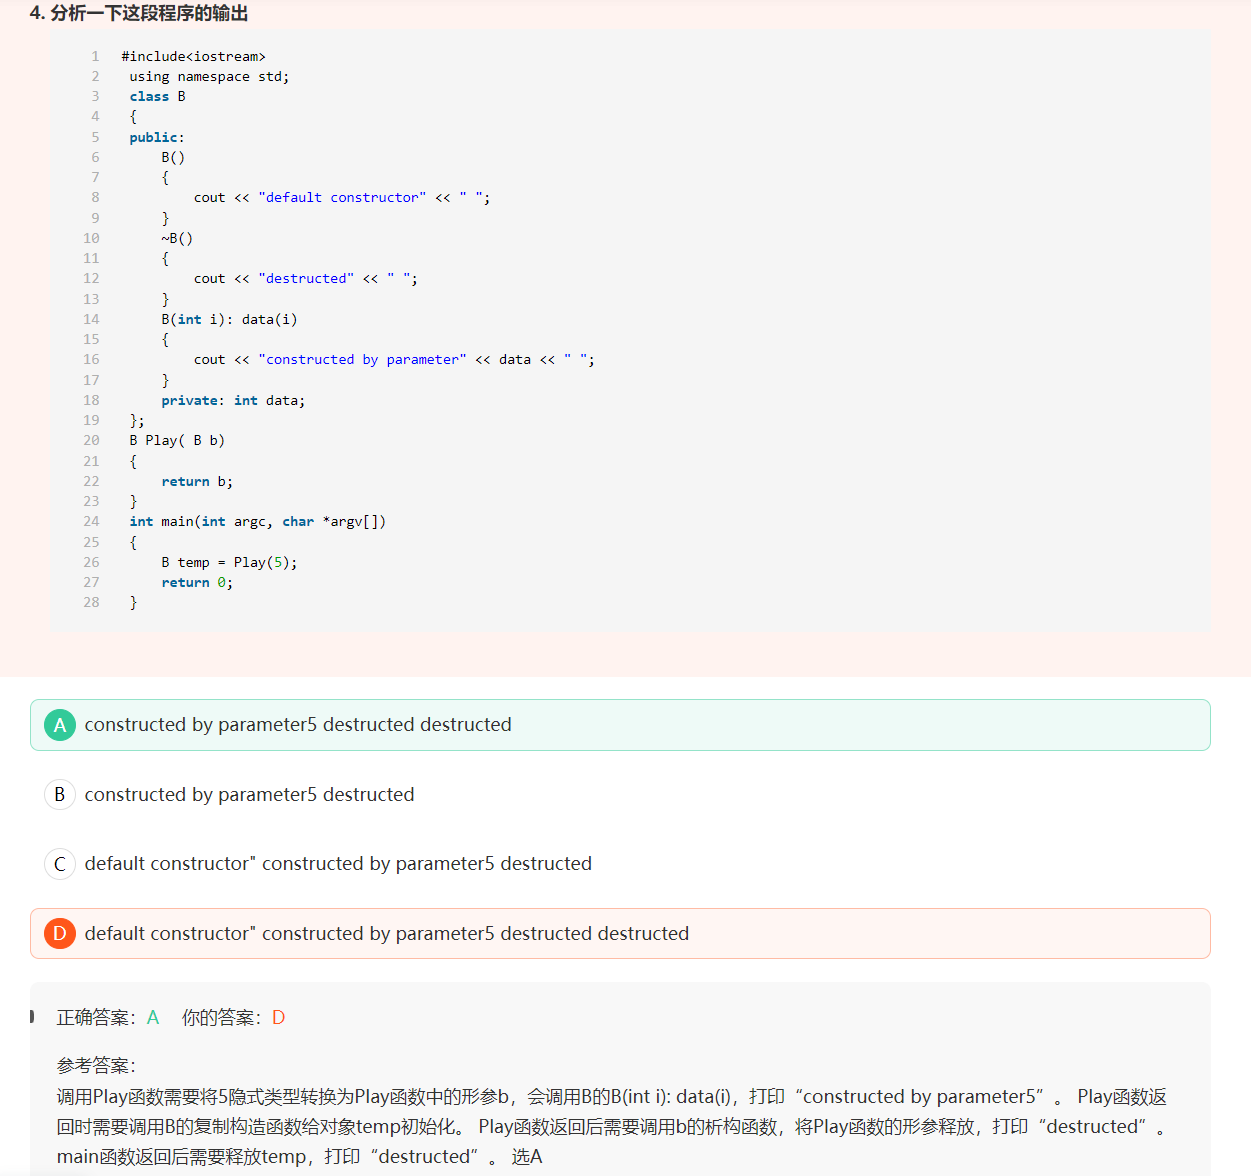 4. 分析一下这段程序的输出
1 #include<iostream>
2 using namespace std;
3 class B
4 {
5 public:
6     B()
7     {
8         cout << "default constructor" << " ";
9     }
10     ~B()
11     {
12         cout << "destructed" << " ";
13     }
14     B(int i): data(i)
15     {
16         cout << "constructed by parameter" << data << " ";
17     }
18     private: int data;
19 };
20 B Play( B b)
21 {
22     return b;
23 }
24 int main(int argc, char *argv[])
25 {
26     B temp = Play(5);
27     return 0;
28 }
A constructed by parameter5 destructed destructed
B constructed by parameter5 destructed
C default constructor" constructed by parameter5 destructed
D default constructor" constructed by parameter5 destructed destructed
正确答案：A 你的答案：D
参考答案：
调用Play函数需要将5隐式类型转换为Play函数中的形参b，会调用B的B(int i): data(i)，打印“constructed by parameter5”。 Play函数返
回时需要调用B的复制构造函数给对象temp初始化。 Play函数返回后需要调用b的析构函数，将Play函数的形参释放，打印“destructed”。
main函数返回后需要释放temp，打印“destructed”。 选A